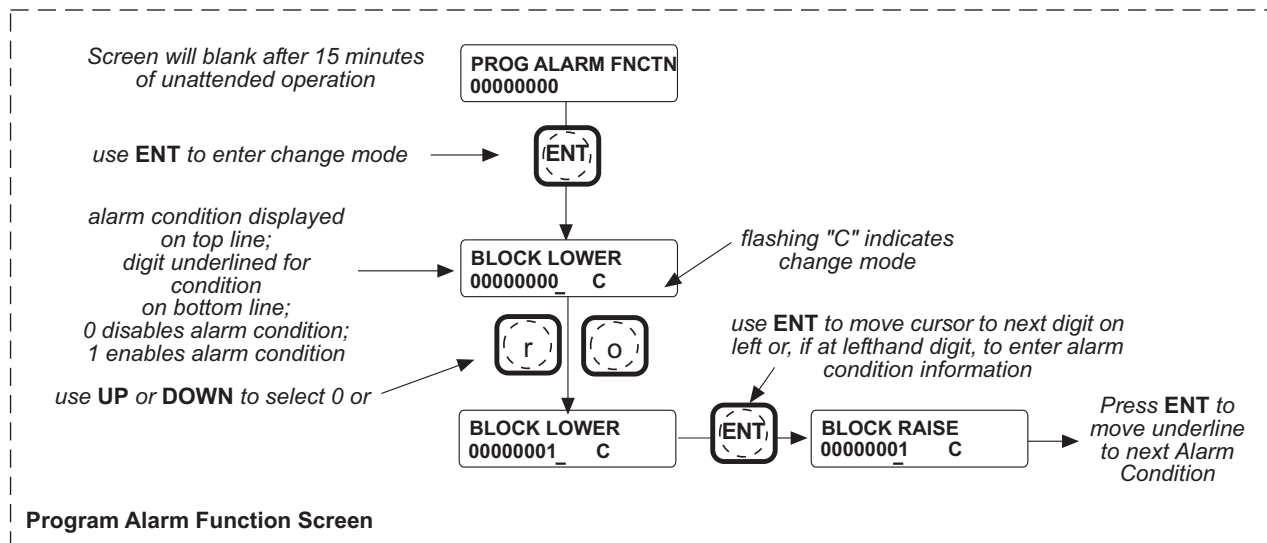 Screen will blank after 15 minutes
of unattended operation
PROG ALARM FNCTN
00000000
use ENT to enter change mode
ENT
alarm condition displayed
on top line;
digit underlined for
condition
on bottom line;
0 disables alarm condition;
1 enables alarm condition
BLOCK LOWER
00000000_ C
flashing "C" indicates
change mode
use UP or DOWN to select 0 or
r
o
use ENT to move cursor to next digit on
left or, if at lefthand digit, to enter alarm
condition information
BLOCK LOWER
00000001_ C
ENT
BLOCK RAISE
00000001 C
Press ENT to
move underline
to next Alarm
Condition
Program Alarm Function Screen